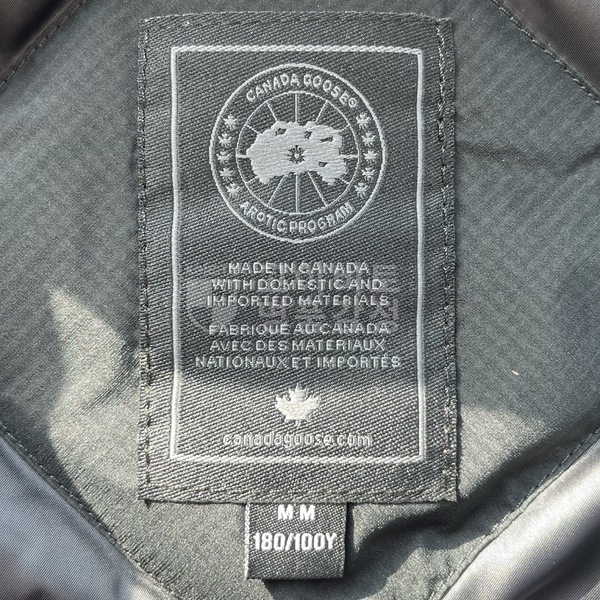 CANADA GOOSE®
ARCTIC PROGRAM
MADE IN CANADA
WITH DOMESTIC AND
IMPORTED MATERIALS
FABRIQUÉ AU CANADA
AVEC DES MATERIAUX
NATIONAUX ET IMPORTÉS
canadagoose.com
M M
180/100Y